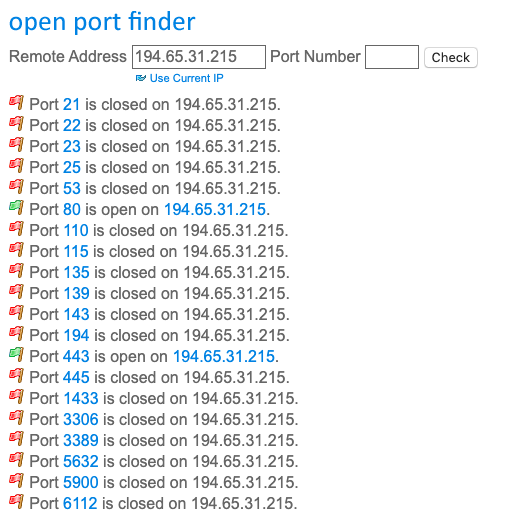 open port finder
Remote Address 194.65.31.215 Port Number Check
Use Current IP
Port 21 is closed on 194.65.31.215.
Port 22 is closed on 194.65.31.215.
Port 23 is closed on 194.65.31.215.
Port 25 is closed on 194.65.31.215.
Port 53 is closed on 194.65.31.215.
Port 80 is open on 194.65.31.215.
Port 110 is closed on 194.65.31.215.
Port 115 is closed on 194.65.31.215.
Port 135 is closed on 194.65.31.215.
Port 139 is closed on 194.65.31.215.
Port 143 is closed on 194.65.31.215.
Port 194 is closed on 194.65.31.215.
Port 443 is open on 194.65.31.215.
Port 445 is closed on 194.65.31.215.
Port 1433 is closed on 194.65.31.215.
Port 3306 is closed on 194.65.31.215.
Port 3389 is closed on 194.65.31.215.
Port 5632 is closed on 194.65.31.215.
Port 5900 is closed on 194.65.31.215.
Port 6112 is closed on 194.65.31.215.